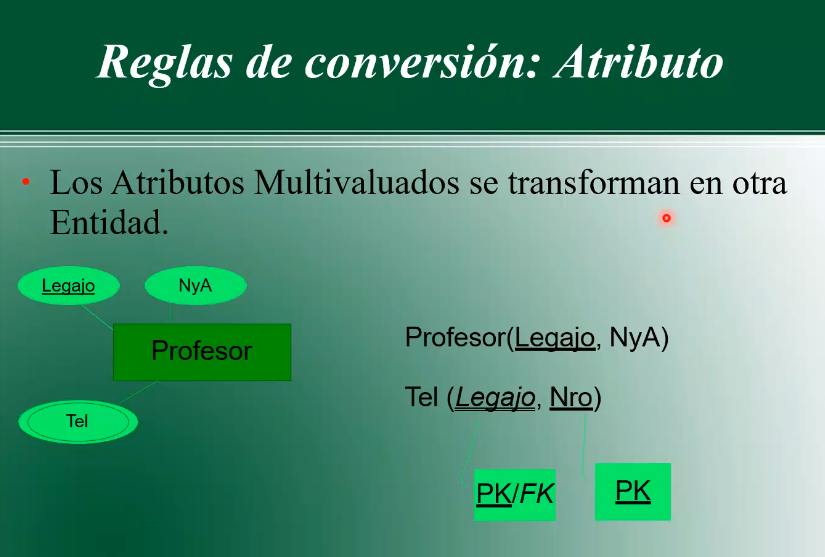 Reglas de conversión: Atributo
• Los Atributos Multivaluados se transforman en otra
Entidad.
Legajo
NyA
Profesor
Tel
Profesor(Legajo, NyA)
Tel (Legajo, Nro)
PK/FK
PK